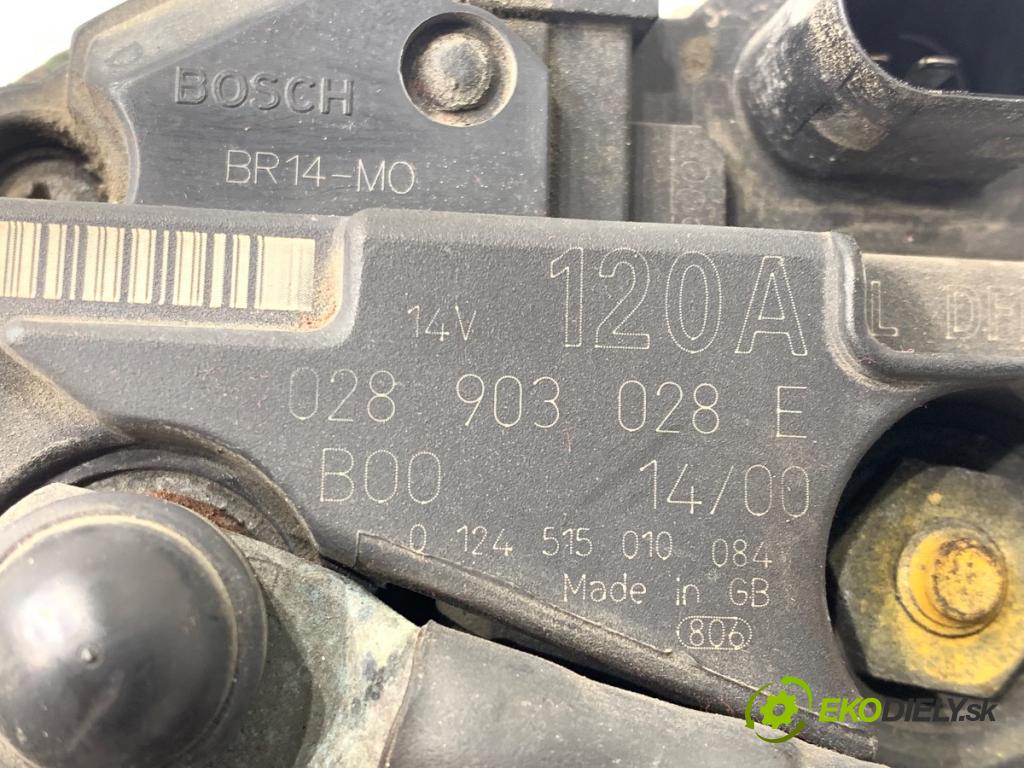 BOSCH
BR14-MO
14V 120A
028 903 028 E
B00 14/00
0 124 515 010 084
Made in GB
806
EKODIELY.sk